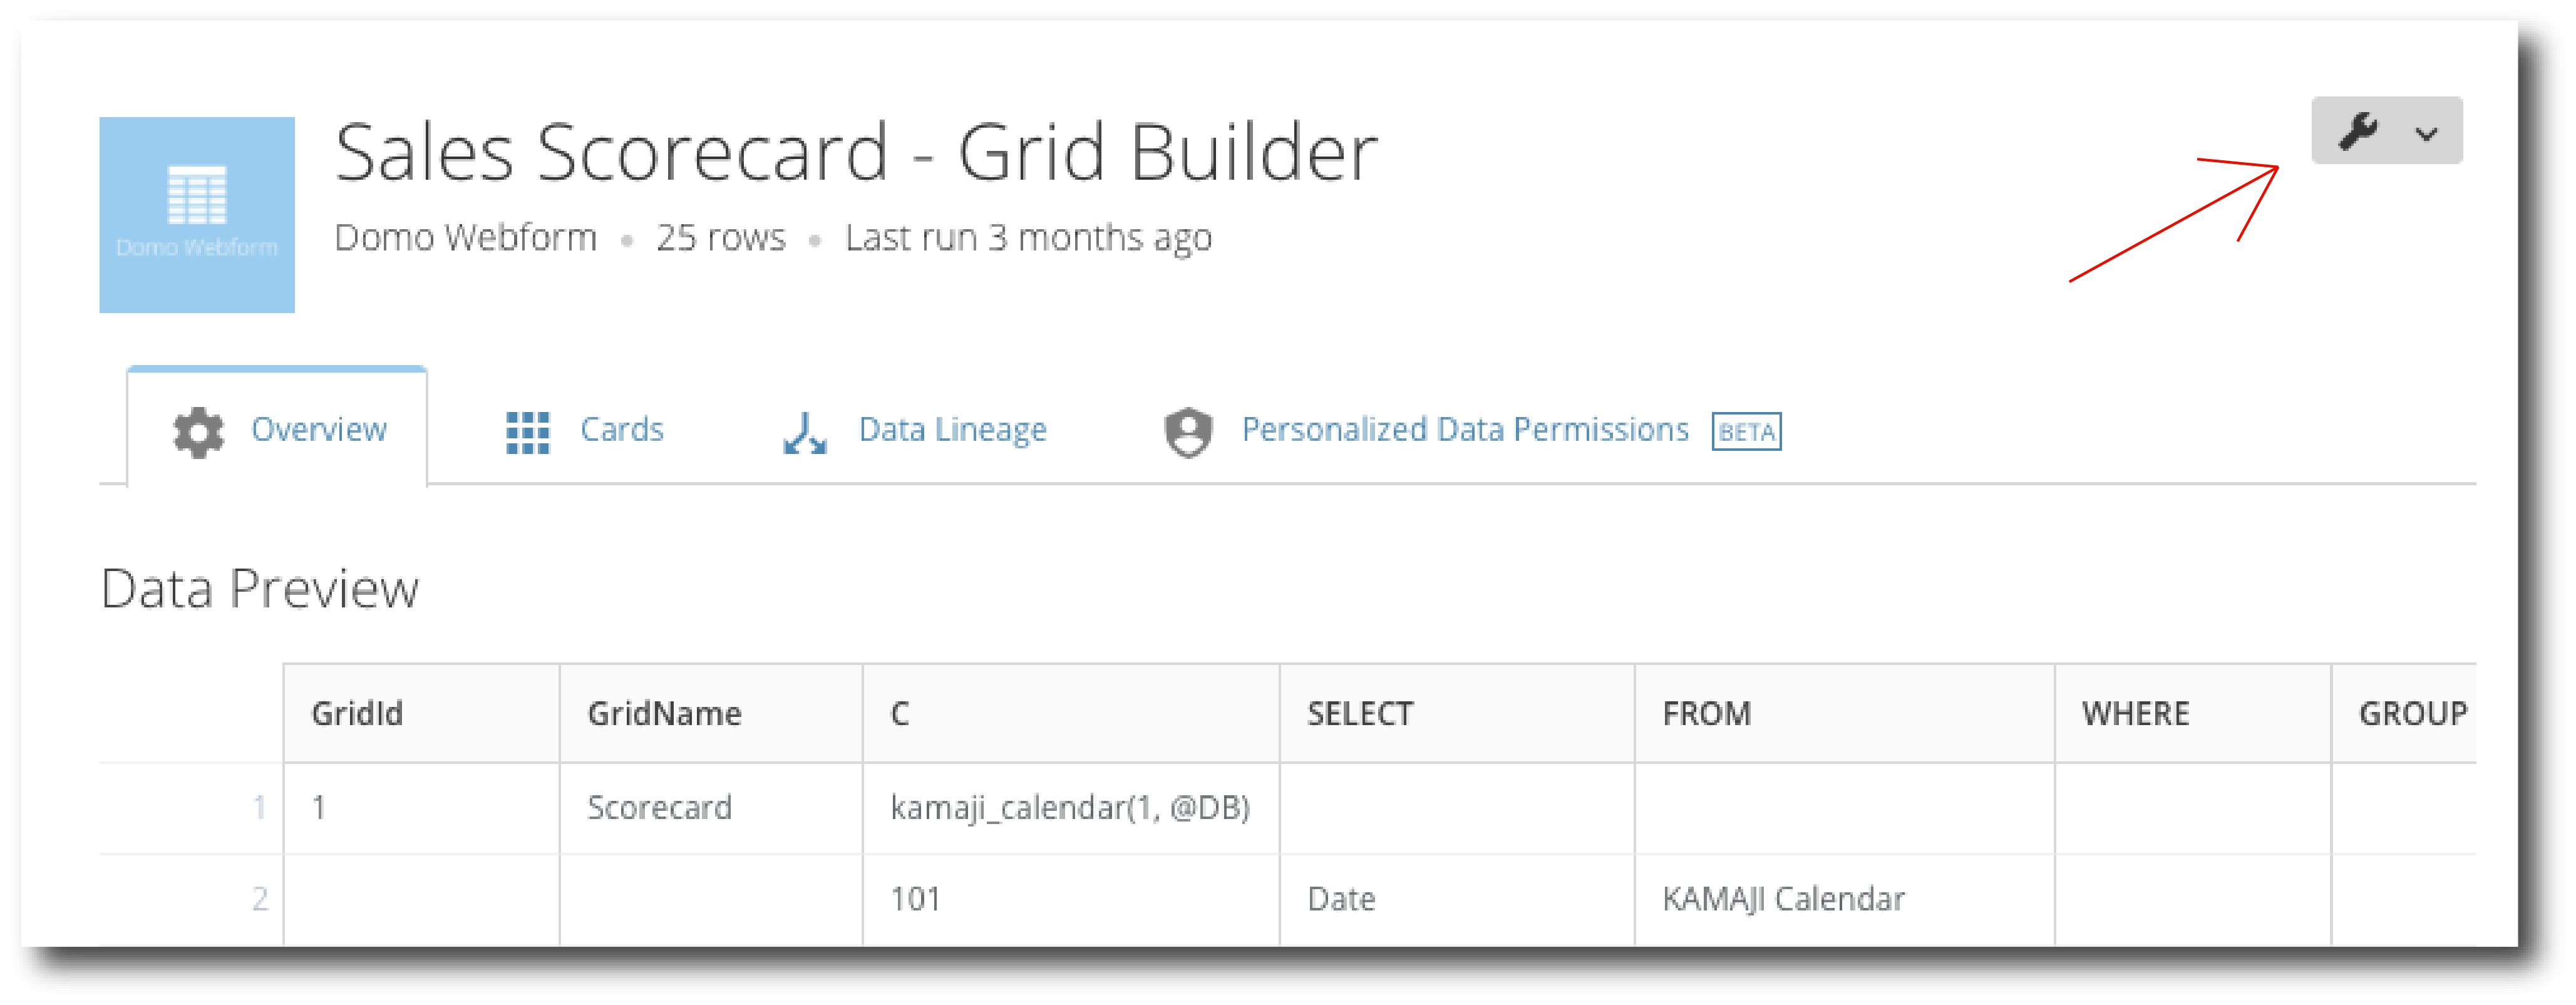 Sales Scorecard - Grid Builder
Domo Webform
Domo Webform • 25 rows • Last run 3 months ago
Overview Cards Data Lineage Personalized Data Permissions BETA
Data Preview
GridId GridName C SELECT FROM WHERE GROUP
1 1 Scorecard kamaji_calendar(1, @DB)
2 101 Date KAMAJI Calendar